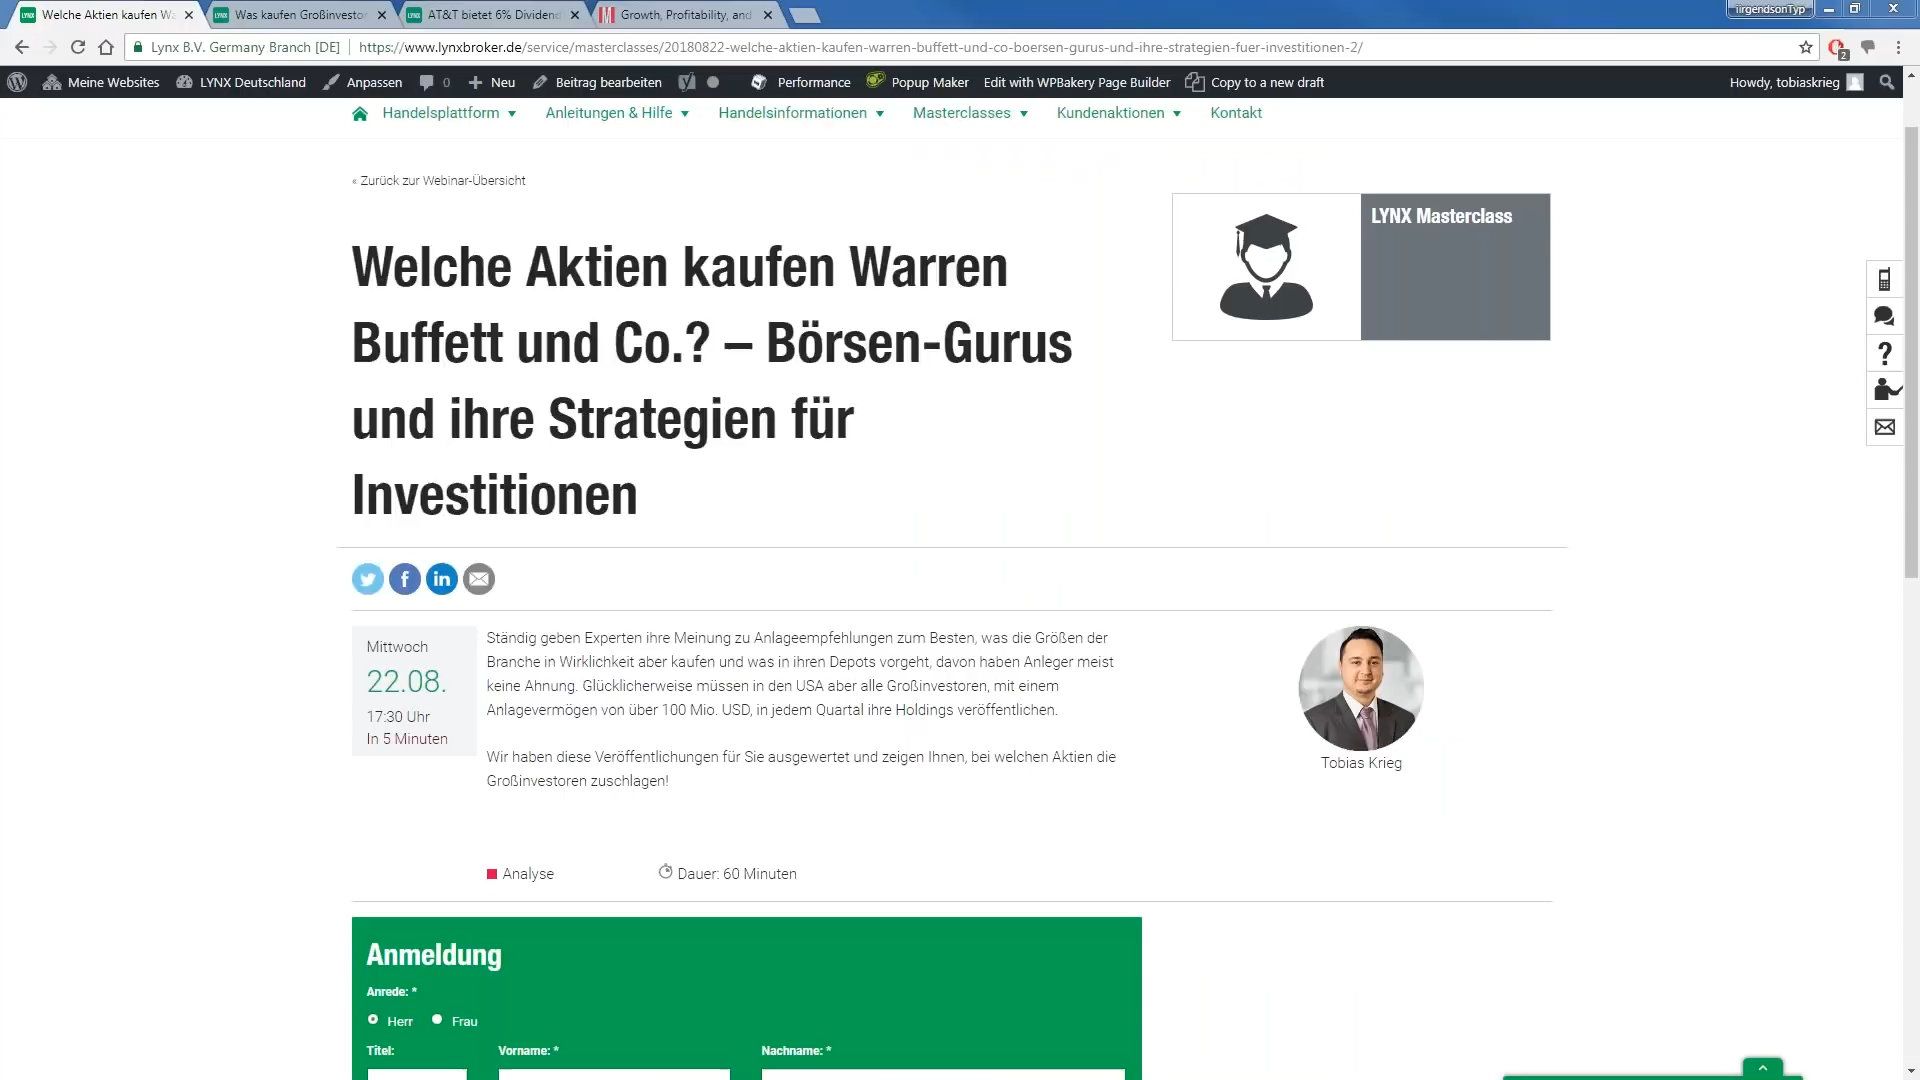 Welche Aktien kaufen Wa
Was kaufen Großinvesto
AT&T bietet 6% Dividend
Growth, Profitability, and
iirgendsonTyp
Lynx B.V. Germany Branch [DE]
https://www.lynxbroker.de/service/masterclasses/20180822-welche-aktien-kaufen-warren-buffett-und-co-boersen-gurus-und-ihre-strategien-fuer-investitionen-2/
2
Meine Websites
LYNX Deutschland
Anpassen
0
Neu
Beitrag bearbeiten
Performance
Popup Maker
Edit with WPBakery Page Builder
Copy to a new draft
Howdy, tobiaskrieg
Handelsplattform
Anleitungen & Hilfe
Handelsinformationen
Masterclasses
Kundenaktionen
Kontakt
« Zurück zur Webinar-Übersicht
LYNX Masterclass
Welche Aktien kaufen Warren
Buffett und Co.? – Börsen-Gurus
und ihre Strategien für
Investitionen
Mittwoch
22.08.
17:30 Uhr
In 5 Minuten
Ständig geben Experten ihre Meinung zu Anlageempfehlungen zum Besten, was die Größen der
Branche in Wirklichkeit aber kaufen und was in ihren Depots vorgeht, davon haben Anleger meist
keine Ahnung. Glücklicherweise müssen in den USA aber alle Großinvestoren, mit einem
Anlagevermögen von über 100 Mio. USD, in jedem Quartal ihre Holdings veröffentlichen.
Wir haben diese Veröffentlichungen für Sie ausgewertet und zeigen Ihnen, bei welchen Aktien die
Großinvestoren zuschlagen!
Tobias Krieg
Analyse
Dauer: 60 Minuten
Anmeldung
Anrede: *
Herr
Frau
Titel:
Vorname: *
Nachname: *